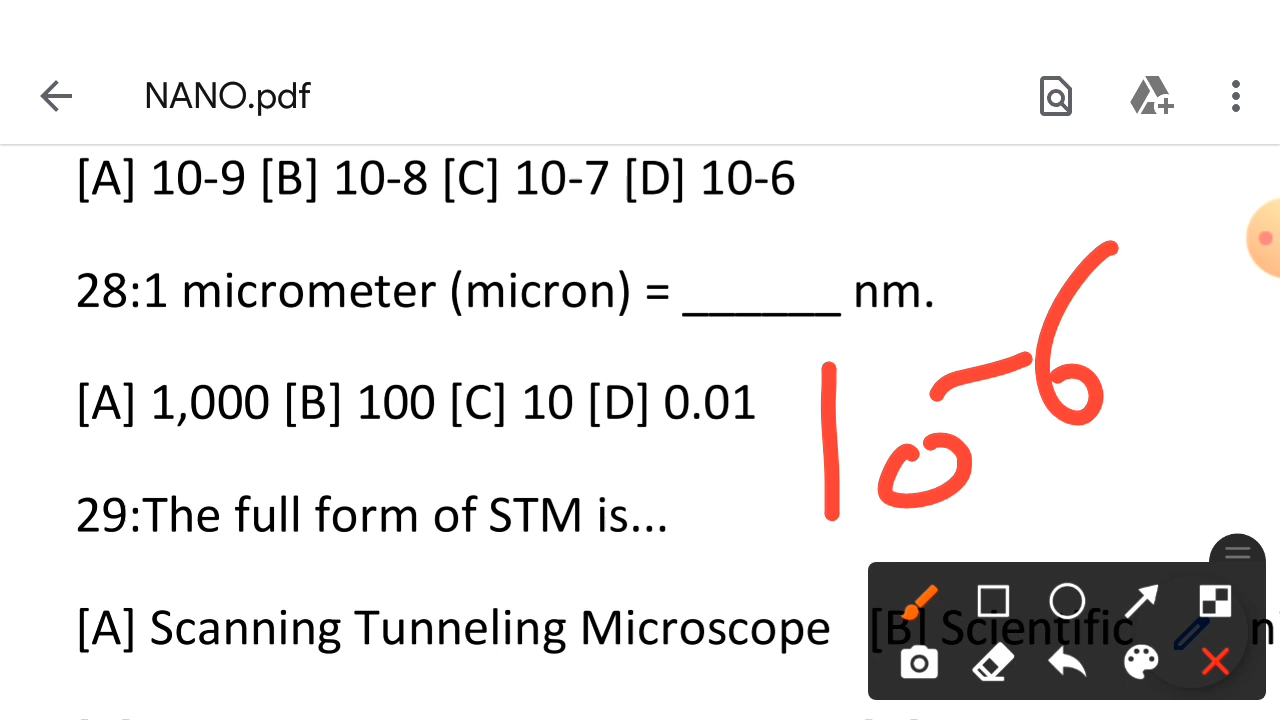 NANO.pdf
[A] 10-9 [B] 10-8 [C] 10-7 [D] 10-6
28:1 micrometer (micron) = ______ nm.
10-6
[A] 1,000 [B] 100 [C] 10 [D] 0.01
29:The full form of STM is...
[A] Scanning Tunneling Microscope [B] Scientific